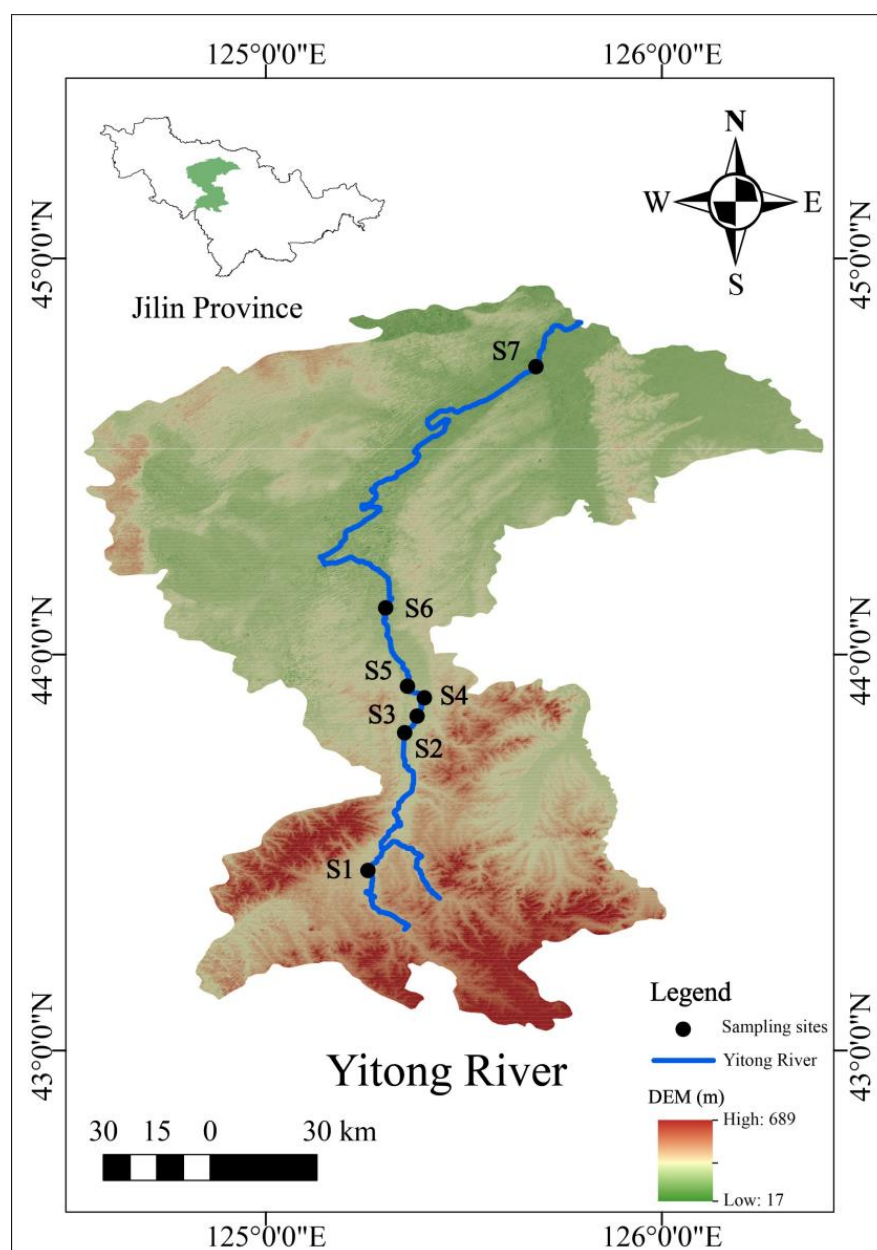 125°0'0"E 126°0'0"E
N
W E
S
45°0'0"N 45°0'0"N
Jilin Province
S7
S6
44°0'0"N 44°0'0"N
S5
S4
S3
S2
S1
Legend
Sampling sites
Yitong River
43°0'0"N 43°0'0"N
Yitong River
DEM (m)
High: 689
Low: 17
30 15 0 30 km
125°0'0"E 126°0'0"E